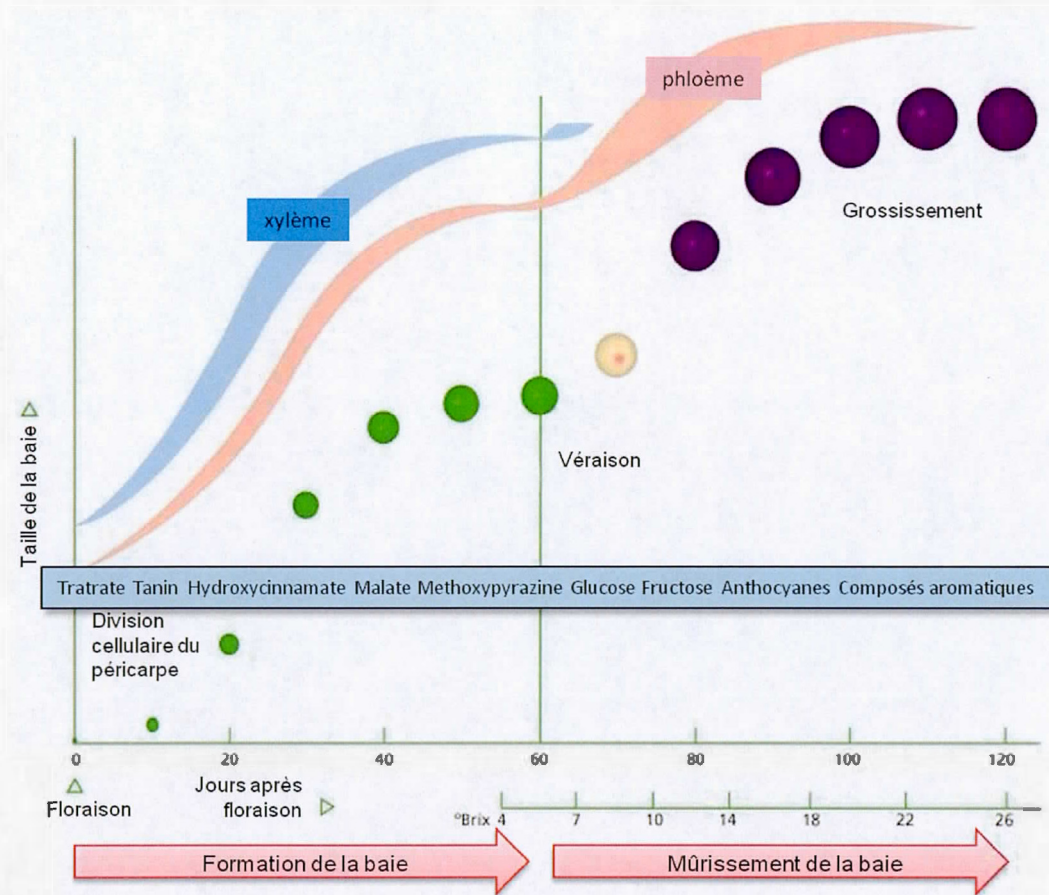 phloème
xylème
Grossissement
Taille de la baie
Véraison
Tratrate Tanin Hydroxycinnamate Malate Methoxypyrazine Glucose Fructose Anthocyanes Composés aromatiques
Division
cellulaire du
péricarpe
0 20 40 60 80 100 120
Floraison
Jours après
floraison
°Brix 4 7 10 14 18 22 26
Formation de la baie
Mûrissement de la baie